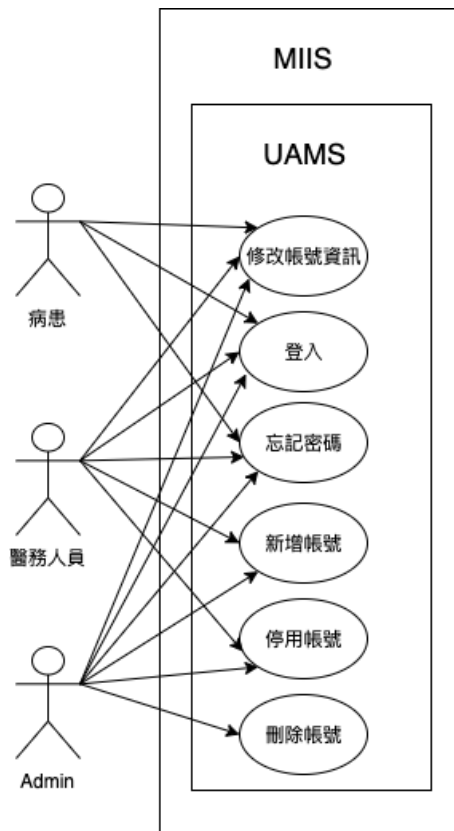 MIIS
UAMS
修改帳號資訊
病患
登入
忘記密碼
醫務人員
新增帳號
停用帳號
刪除帳號
Admin